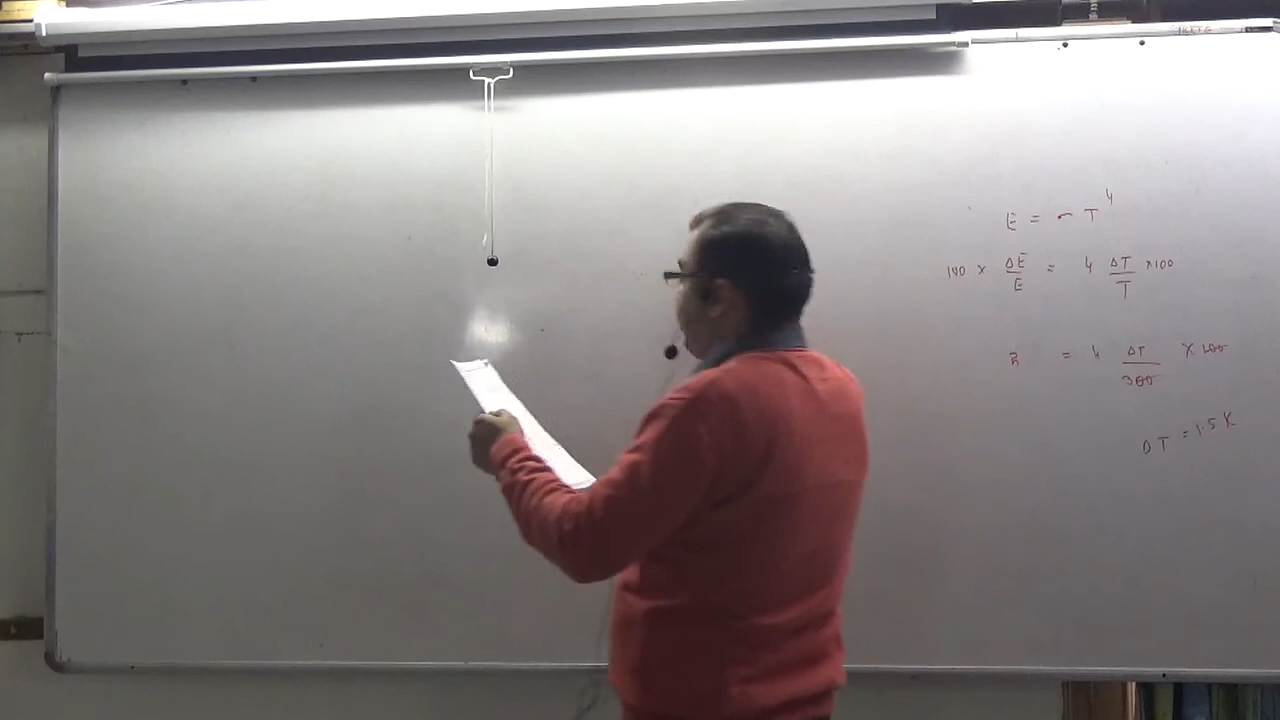 E = σ T⁴
100 × ΔE/E = 4 ΔT/T ×100
2 = 4 ΔT/300 × 100
ΔT = 1.5 K